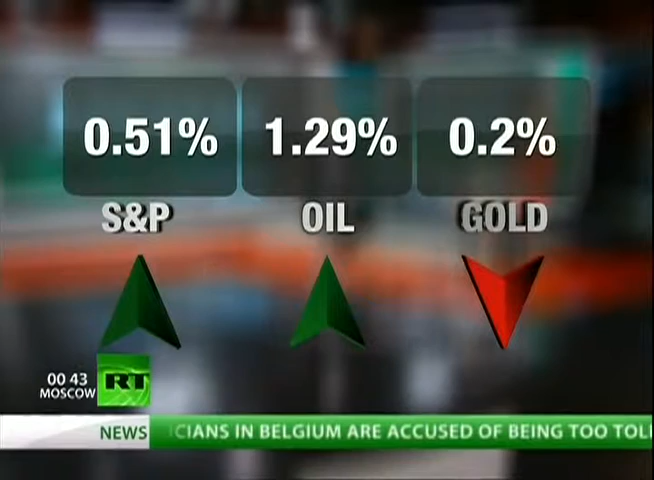 0.51% 1.29% 0.2%
S&P OIL GOLD
00 43
MOSCOW
RT
NEWS
ICIANS IN BELGIUM ARE ACCUSED OF BEING TOO TOL